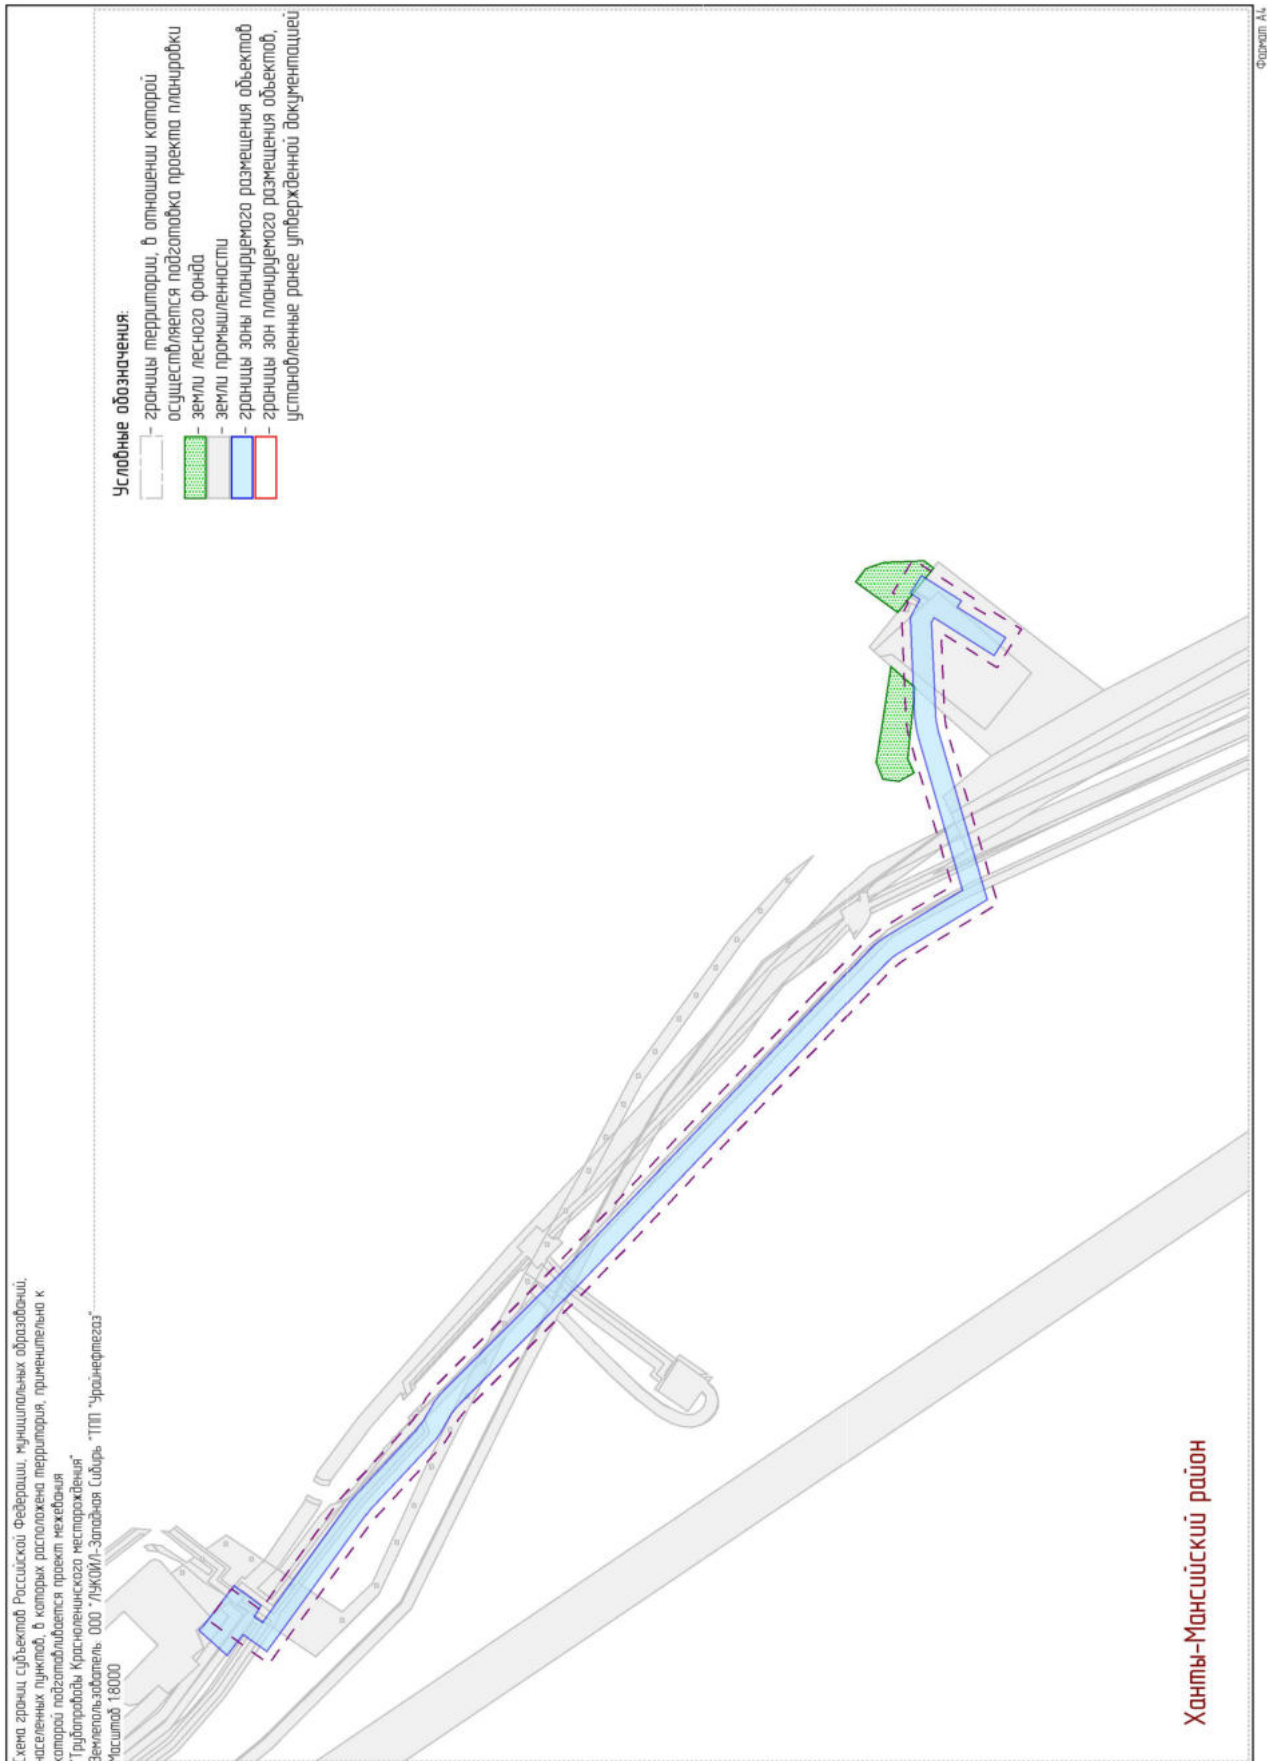 Схема границ субъектов Российской Федерации, муниципальных образований,
населенных пунктов, в которых расположена территория, применительно к
которой подготавливается проект межевания
"Трубопроводы Красноленинского месторождения"
Землепользователь: ООО "ЛУКОЙЛ-Западная Сибирь "ТПП "Урайнефтегаз"
Масштаб 1:8000
Условные обозначения:
- границы территории, в отношении которой
осуществляется подготовка проекта планировки
- земли лесного фонда
- земли промышленности
- границы зоны планируемого размещения объектов
- границы зон планируемого размещения объектов,
установленные ранее утвержденной документацией
Ханты-Мансийский район
Формат А4